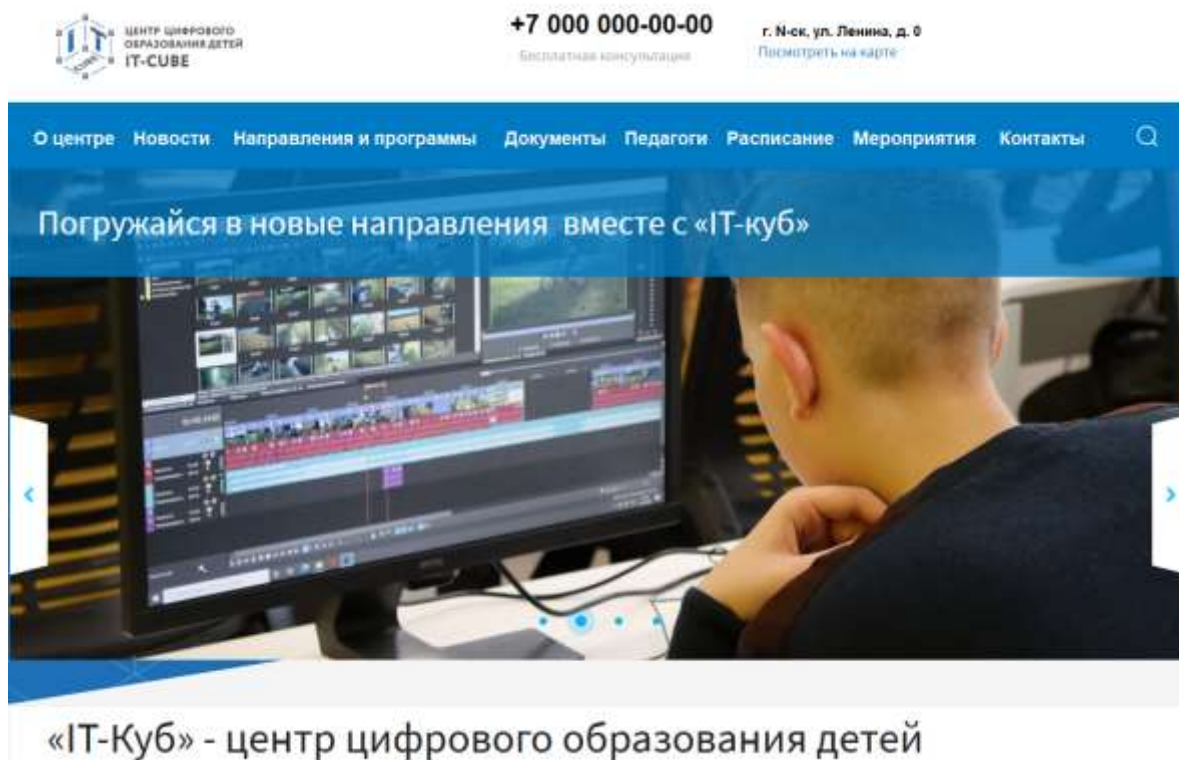 ЦЕНТР ЦИФРОВОГО
ОБРАЗОВАНИЯ ДЕТЕЙ
IT-CUBE
+7 000 000-00-00
Бесплатная консультация
г. N-ск, ул. Ленина, д. 0
Посмотреть на карте
О центре Новости Направления и программы Документы Педагоги Расписание Мероприятия Контакты
Погружайся в новые направления вместе с «IT-куб»
«IT-Куб» - центр цифрового образования детей